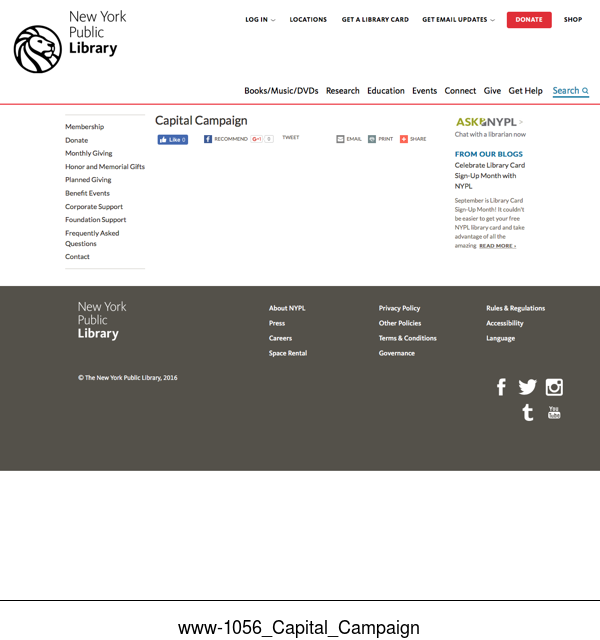 New York
Public
Library
LOG IN LOCATIONS GET A LIBRARY CARD GET EMAIL UPDATES DONATE SHOP
Books/Music/DVDs Research Education Events Connect Give Get Help Search
Membership
Donate
Monthly Giving
Honor and Memorial Gifts
Planned Giving
Benefit Events
Corporate Support
Foundation Support
Frequently Asked
Questions
Contact
Capital Campaign
Like 0 RECOMMEND G+1 0 TWEET EMAIL PRINT SHARE
ASK NYPL >
Chat with a librarian now
FROM OUR BLOGS
Celebrate Library Card
Sign-Up Month with
NYPL
September is Library Card
Sign-Up Month! It couldn't
be easier to get your free
NYPL library card and take
advantage of all the
amazing READ MORE ›
New York
Public
Library
About NYPL
Press
Careers
Space Rental
Privacy Policy
Other Policies
Terms & Conditions
Governance
Rules & Regulations
Accessibility
Language
© The New York Public Library, 2016
You Tube
www-1056_Capital_Campaign